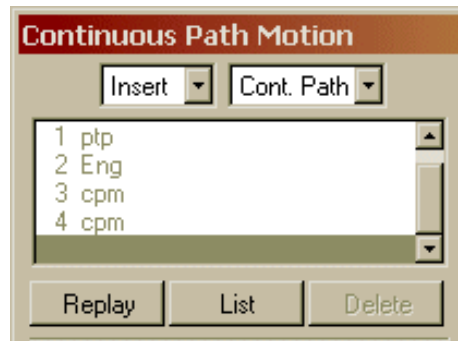 Continuous Path Motion
Insert Cont. Path
1 ptp
2 Eng
3 cpm
4 cpm
Replay List Delete